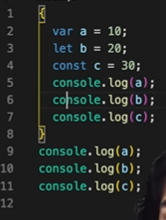 1 {
2 var a = 10;
3 let b = 20;
4 const c = 30;
5 console.log(a);
6 console.log(b);
7 console.log(c);
8 }
9 console.log(a);
10 console.log(b);
11 console.log(c);
12